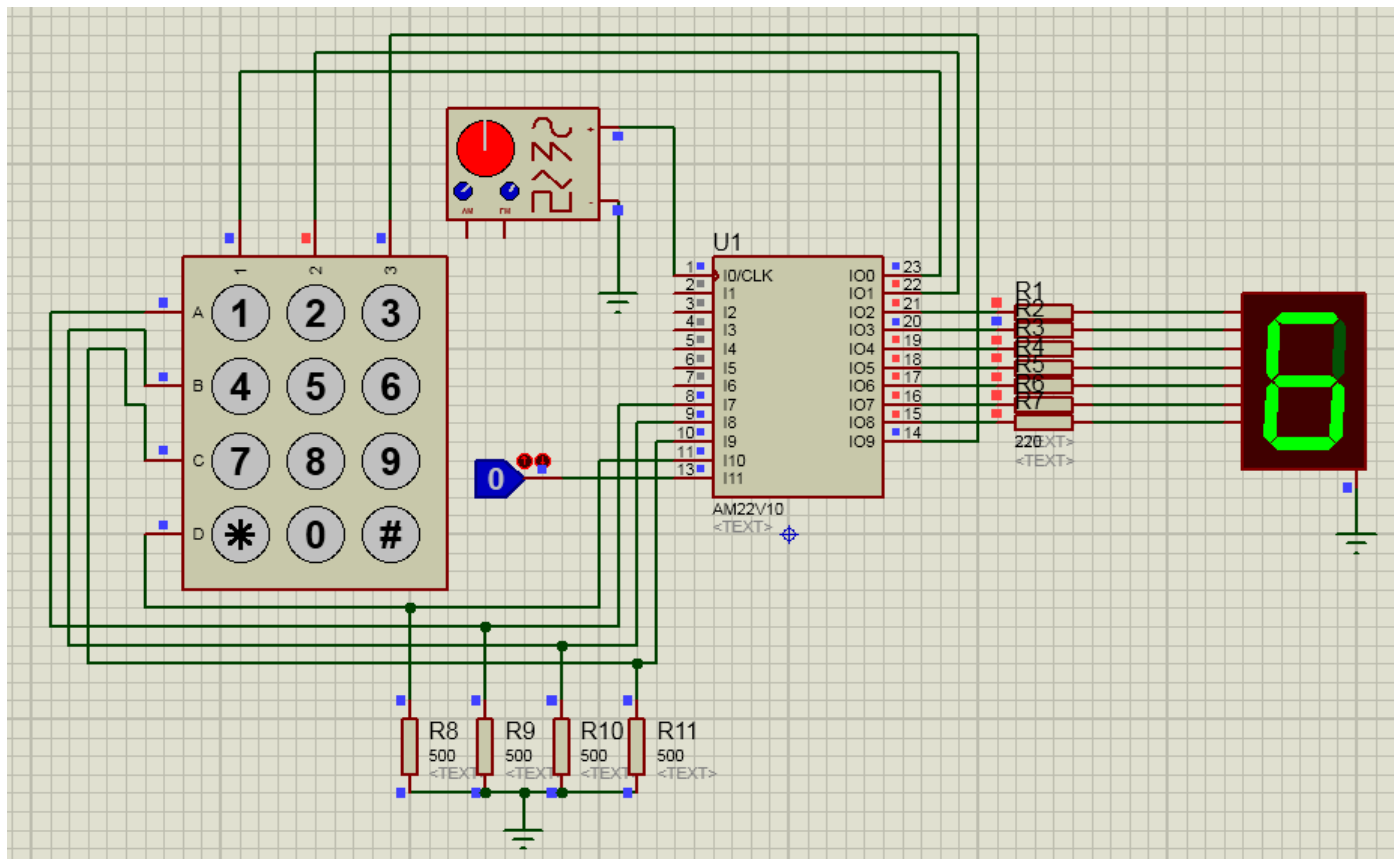 AM FM
U1
1 2 3
A 1 2 3
B 4 5 6
C 7 8 9
D * 0 #
1 I0/CLK IO0 23
2 I1 IO1 22
3 I2 IO2 21
4 I3 IO3 20
5 I4 IO4 19
6 I5 IO5 18
7 I6 IO6 17
8 I7 IO7 16
9 I8 IO8 15
10 I9 IO9 14
11 I10
13 I11
AM22V10
<TEXT>
0
+
-
R1
R2
R3
R4
R5
R6
R7
220
<TEXT>
<TEXT>
6
R8 R9 R10 R11
500 500 500 500
<TEXT> <TEXT> <TEXT> <TEXT>